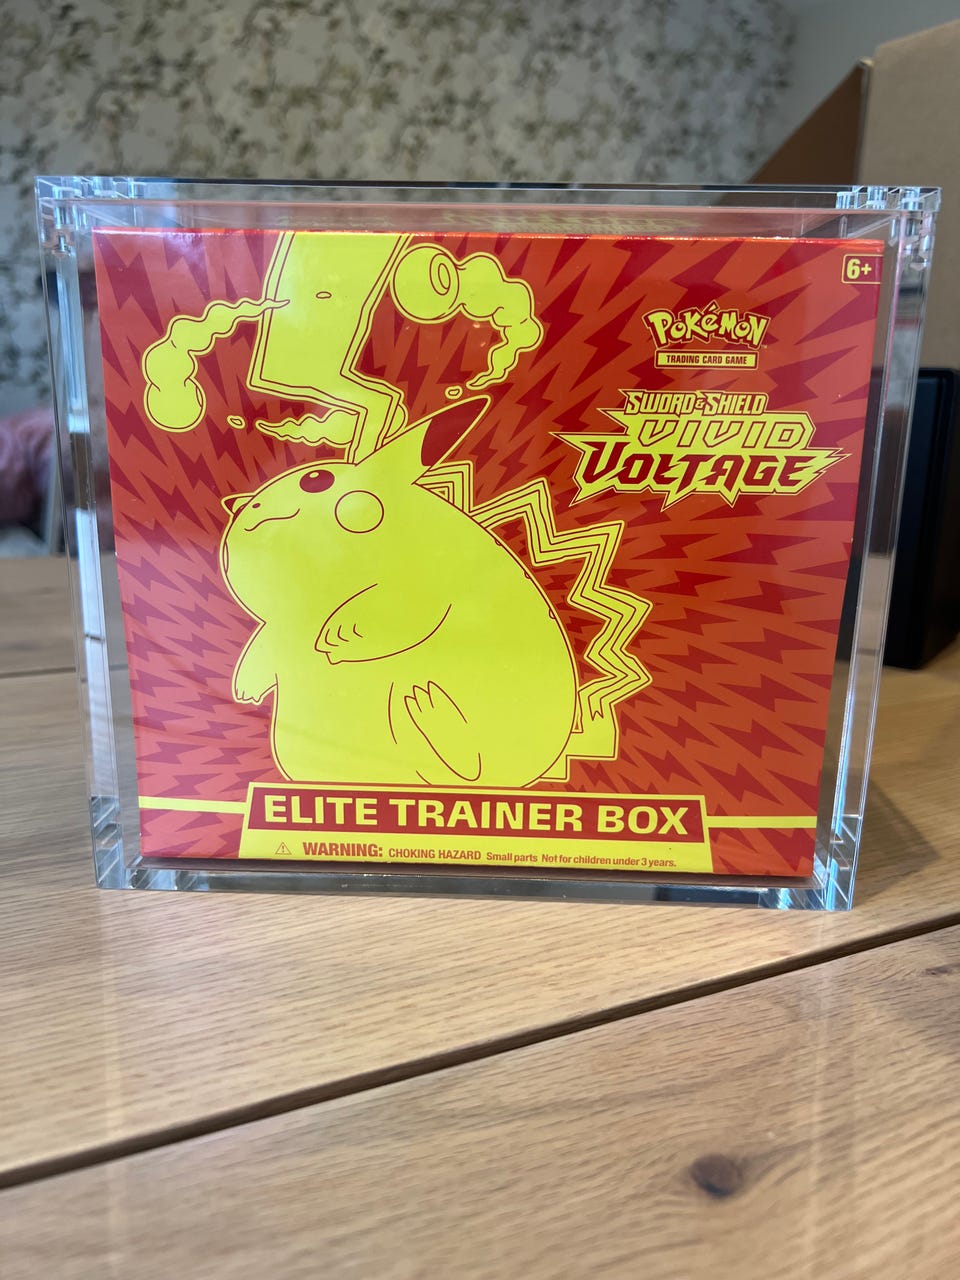 6+
POKéMON
TRADING CARD GAME
SWORD & SHIELD
VIVID
VOLTAGE
ELITE TRAINER BOX
WARNING: CHOKING HAZARD Small parts Not for children under 3 years.